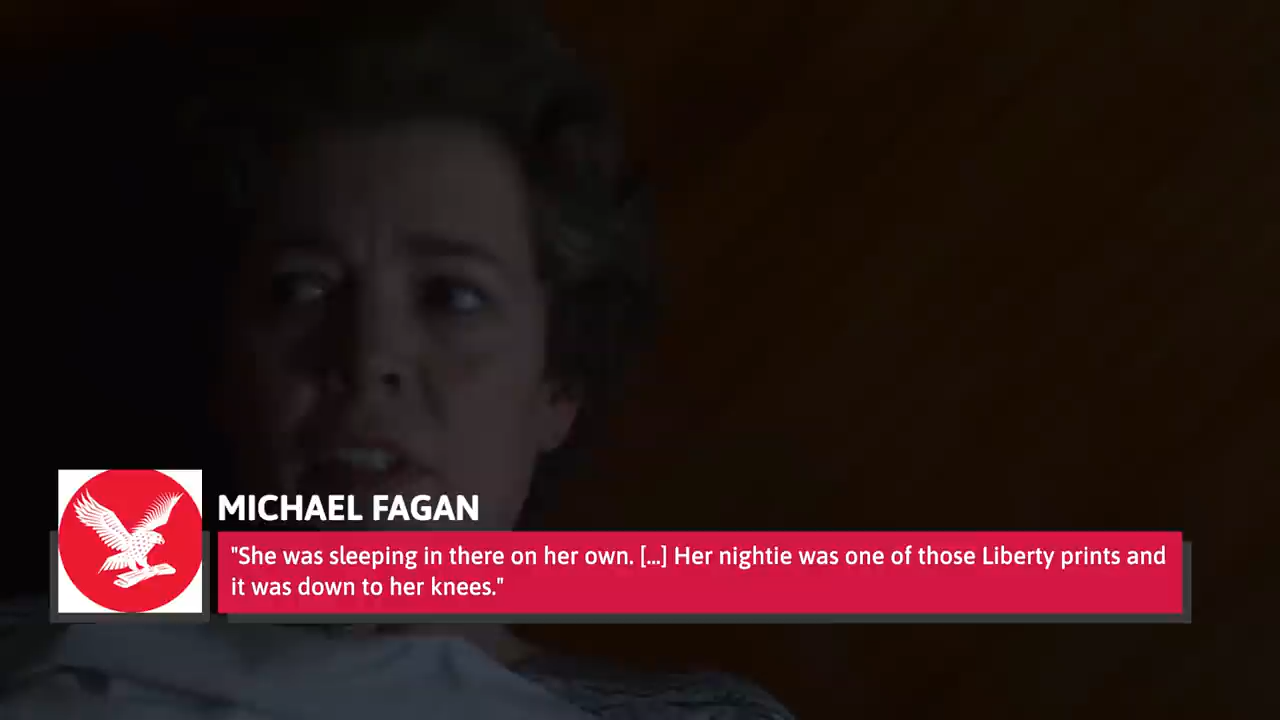 MICHAEL FAGAN
"She was sleeping in there on her own. [...] Her nightie was one of those Liberty prints and
it was down to her knees."